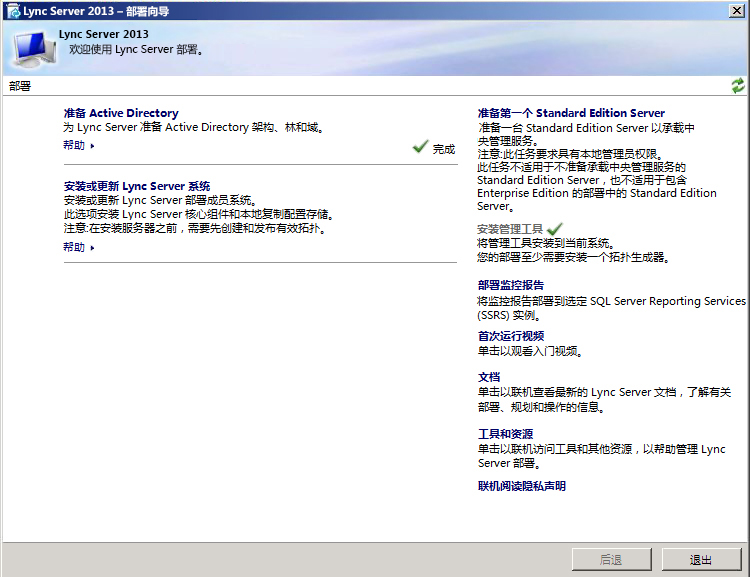 Lync Server 2013 – 部署向导
Lync Server 2013
欢迎使用 Lync Server 部署。
部署
准备 Active Directory
为 Lync Server 准备 Active Directory 架构、林和域。
帮助
完成
安装或更新 Lync Server 系统
安装或更新 Lync Server 部署成员系统。
此选项安装 Lync Server 核心组件和本地复制配置存储。
注意:在安装服务器之前，需要先创建和发布有效拓扑。
帮助
准备第一个 Standard Edition Server
准备一台 Standard Edition Server 以承载中
央管理服务。
注意:此任务要求具有本地管理员权限。
此任务不适用于不准备承载中央管理服务的
Standard Edition Server，也不适用于包含
Enterprise Edition 的部署中的 Standard Edition
Server。
安装管理工具
将管理工具安装到当前系统。
您的部署至少需要安装一个拓扑生成器。
部署监控报告
将监控报告部署到选定 SQL Server Reporting Services
(SSRS) 实例。
首次运行视频
单击以观看入门视频。
文档
单击以联机查看最新的 Lync Server 文档，了解有关
部署、规划和操作的信息。
工具和资源
单击以联机访问工具和其他资源，以帮助管理 Lync
Server 部署。
联机阅读隐私声明
后退
退出